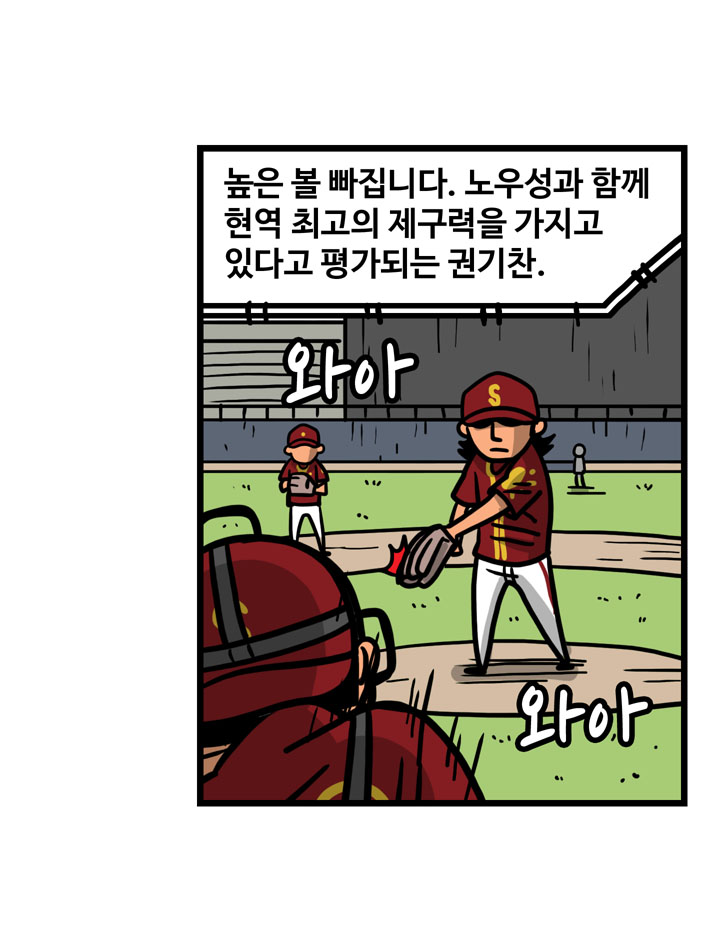 높은 볼 빠집니다. 노우성과 함께
현역 최고의 제구력을 가지고
있다고 평가되는 권기찬.
와아
S
와아